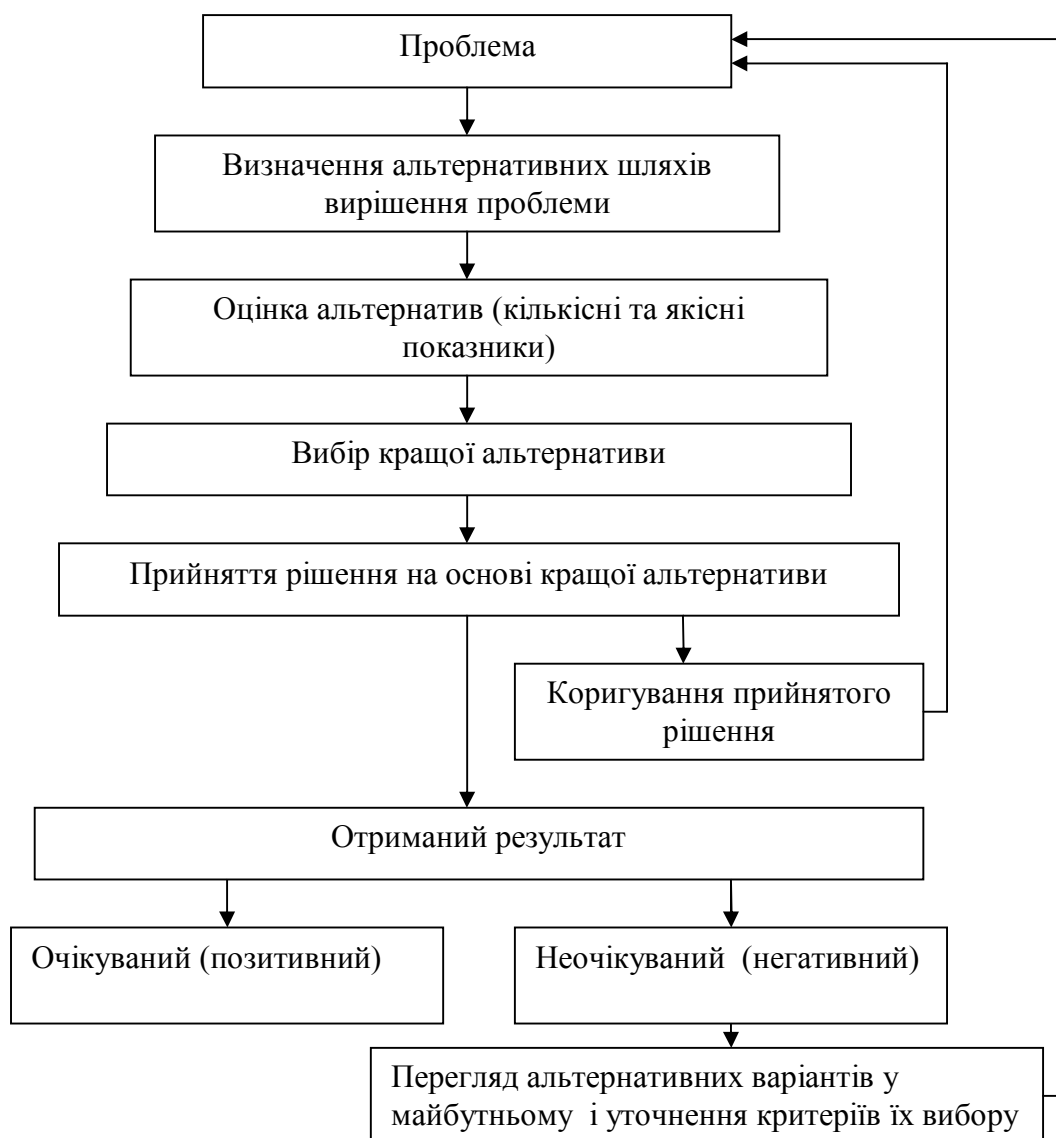 Проблема
Визначення альтернативних шляхів
вирішення проблеми
Оцінка альтернатив (кількісні та якісні
показники)
Вибір кращої альтернативи
Прийняття рішення на основі кращої альтернативи
Коригування прийнятого
рішення
Отриманий результат
Очікуваний (позитивний)
Неочікуваний (негативний)
Перегляд альтернативних варіантів у
майбутньому і уточнення критеріїв їх вибору